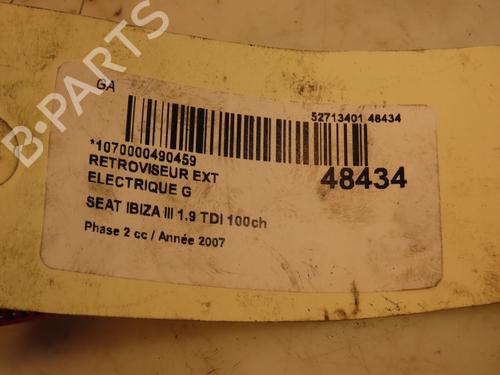 GA
52713401 48434
*1070000490459
RETROVISEUR EXT
ELECTRIQUE G
48434
SEAT IBIZA III 1.9 TDI 100ch
Phase 2 cc / Année 2007
B-PARTS